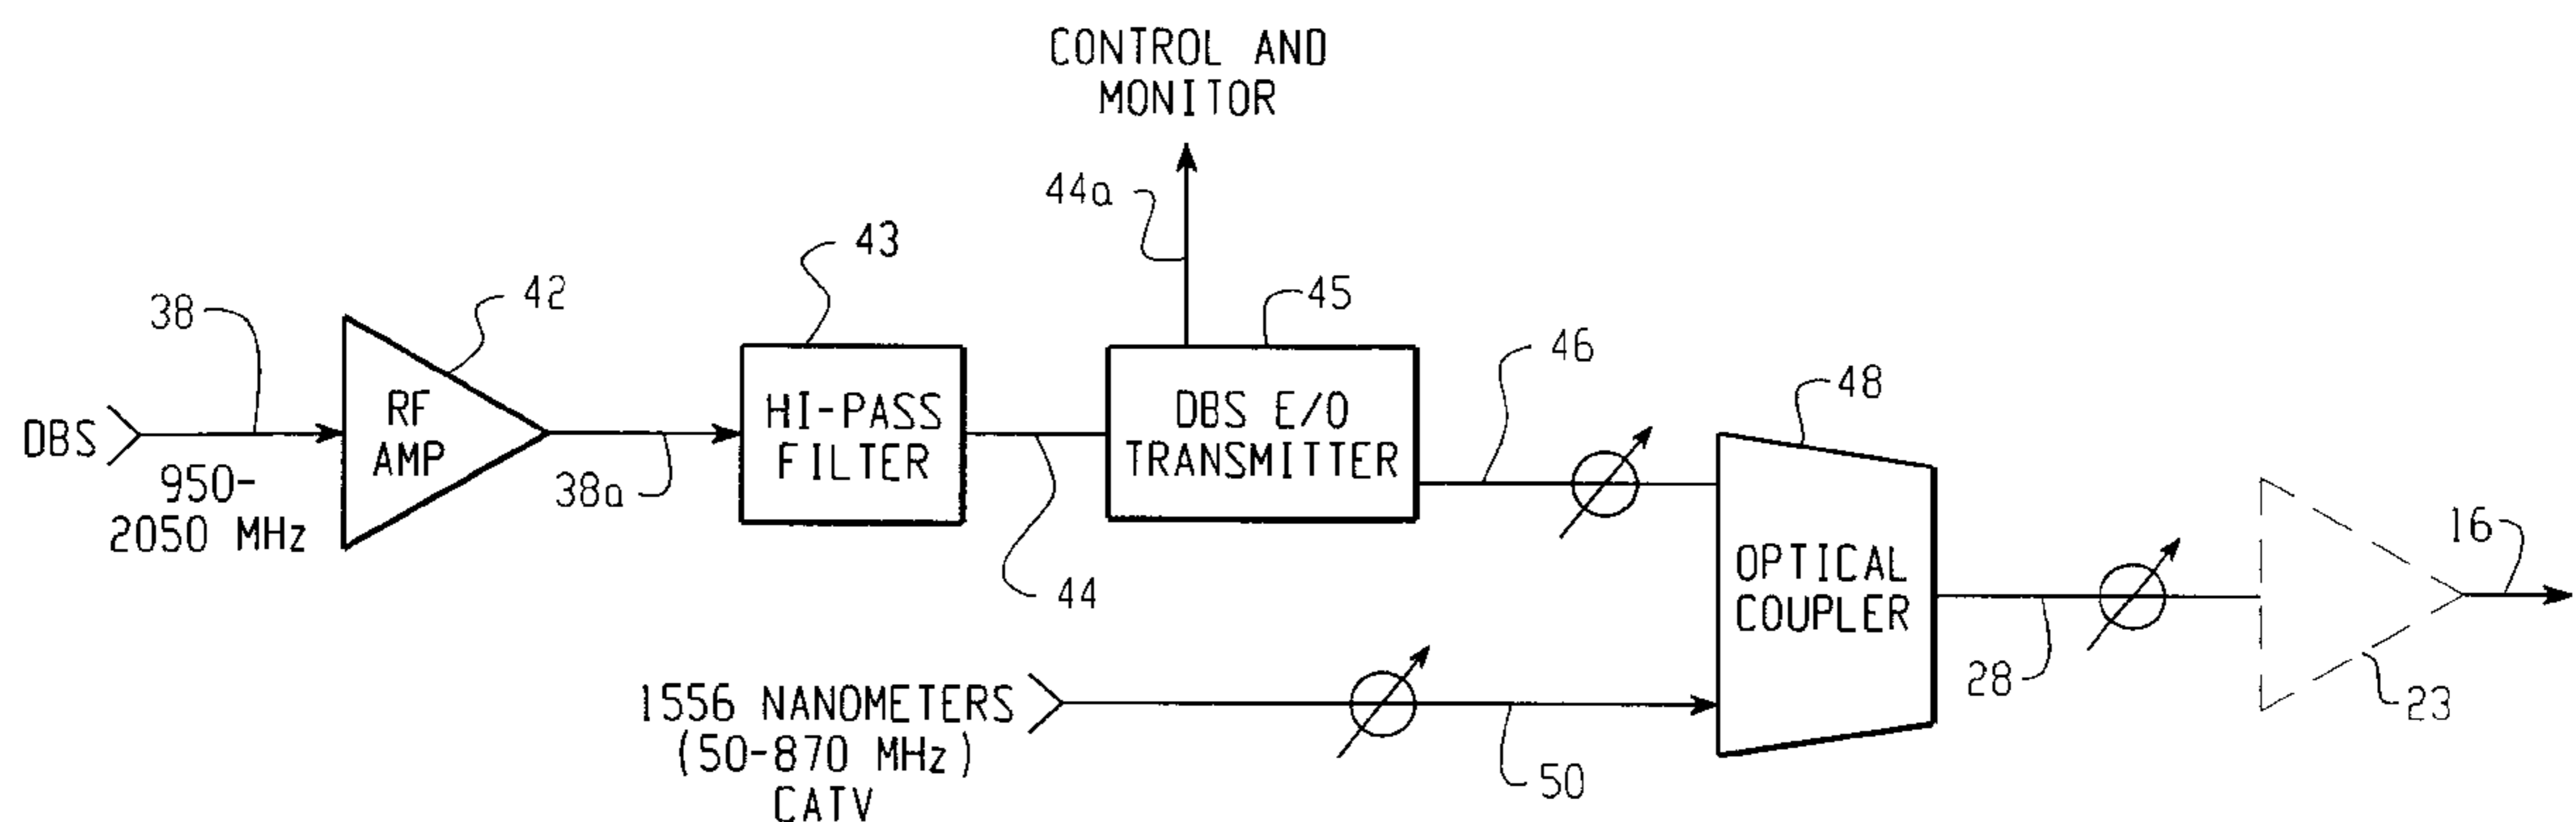 CONTROL AND
MONITOR
44a
43
42
38
45
46
48
DBS
RF
AMP
HI-PASS
FILTER
DBS E/O
TRANSMITTER
950-
2050 MHz
38a
44
OPTICAL
COUPLER
16
28
23
1556 NANOMETERS
(50-870 MHz)
CATV
50